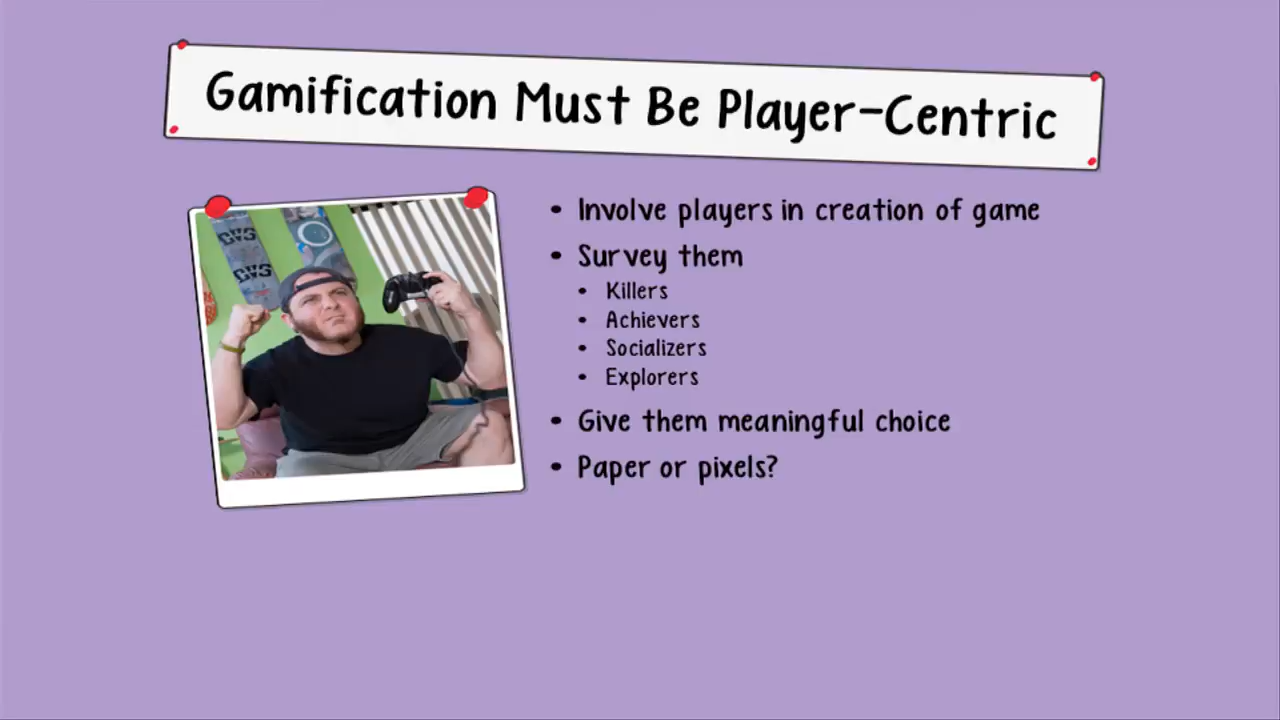 Gamification Must Be Player-Centric
• Involve players in creation of game
• Survey them
• Killers
• Achievers
• Socializers
• Explorers
• Give them meaningful choice
• Paper or pixels?